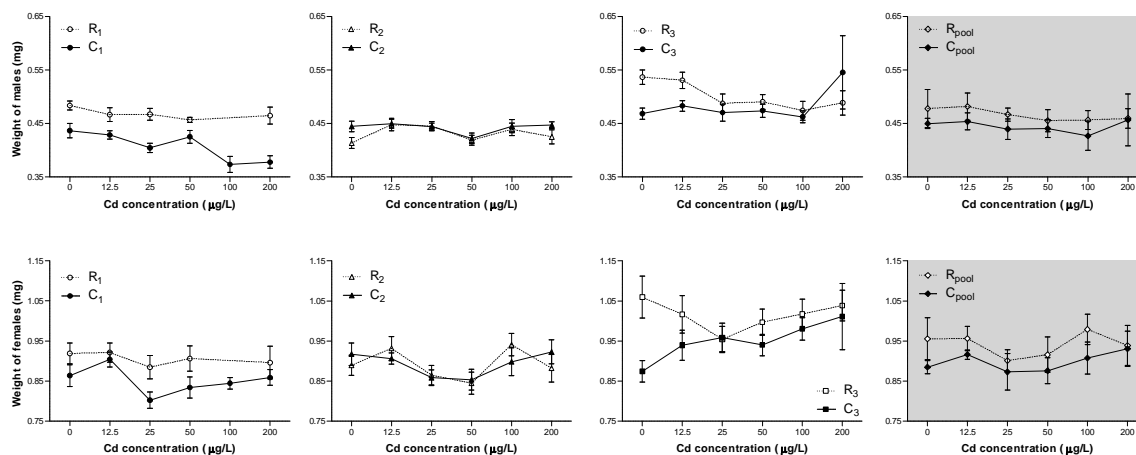 R1
C1
0.65
0.55
0.45
0.35
Weight of males (mg)
0 12.5 25 50 100 200
Cd concentration (µg/L)
R2
C2
0.65
0.55
0.45
0.35
0 12.5 25 50 100 200
Cd concentration (µg/L)
R3
C3
0.65
0.55
0.45
0.35
0 12.5 25 50 100 200
Cd concentration (µg/L)
Rpool
Cpool
0.65
0.55
0.45
0.35
0 12.5 25 50 100 200
Cd concentration (µg/L)
R1
C1
1.15
1.05
0.95
0.85
0.75
Weight of females (mg)
0 12.5 25 50 100 200
Cd concentration (µg/L)
R2
C2
1.15
1.05
0.95
0.85
0.75
0 12.5 25 50 100 200
Cd concentration (µg/L)
1.15
1.05
0.95
0.85
0.75
R3
C3
0 12.5 25 50 100 200
Cd concentration (µg/L)
Rpool
Cpool
1.15
1.05
0.95
0.85
0.75
0 12.5 25 50 100 200
Cd concentration (µg/L)